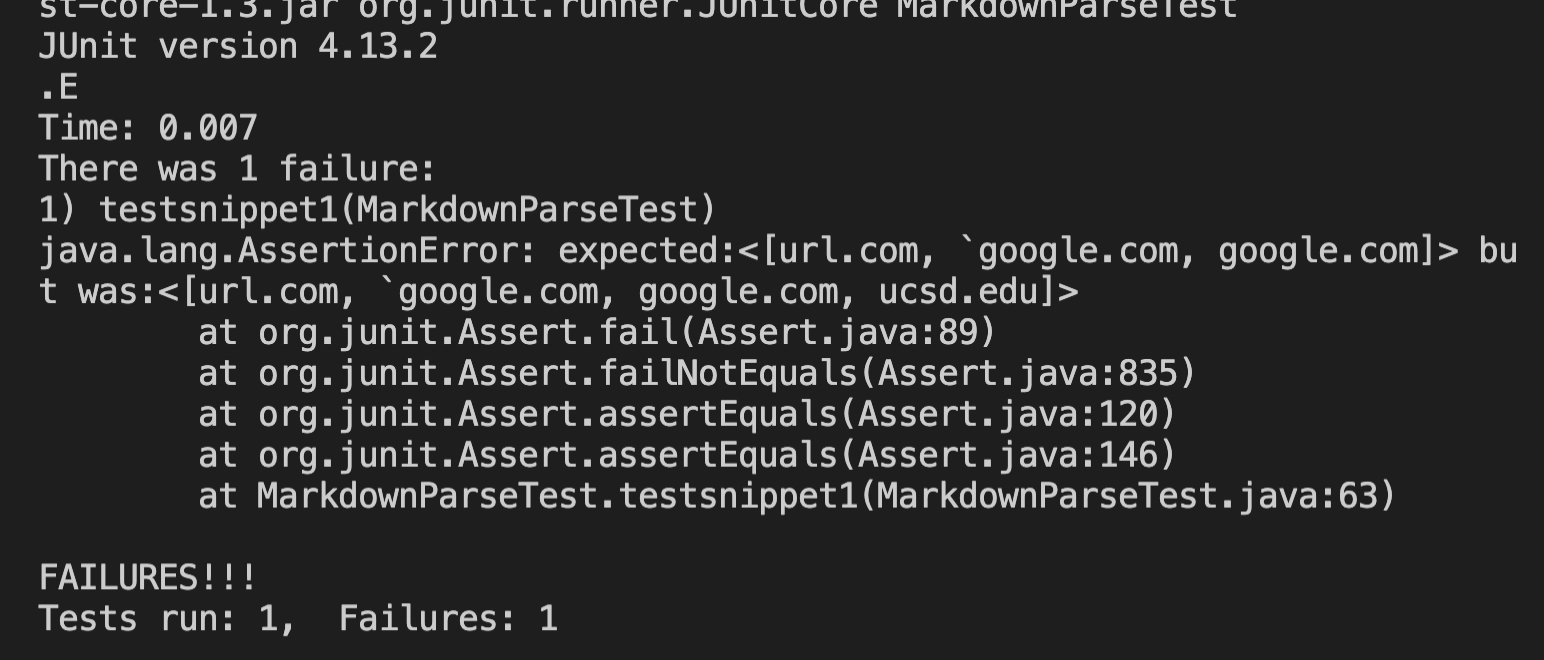 st-core-1.3.jar org.junit.runner.JUnitCore MarkdownParseTest
JUnit version 4.13.2
.E
Time: 0.007
There was 1 failure:
1) testsnippet1(MarkdownParseTest)
java.lang.AssertionError: expected:<[url.com, `google.com, google.com]> bu
t was:<[url.com, `google.com, google.com, ucsd.edu]>
        at org.junit.Assert.fail(Assert.java:89)
        at org.junit.Assert.failNotEquals(Assert.java:835)
        at org.junit.Assert.assertEquals(Assert.java:120)
        at org.junit.Assert.assertEquals(Assert.java:146)
        at MarkdownParseTest.testsnippet1(MarkdownParseTest.java:63)

FAILURES!!!
Tests run: 1,  Failures: 1